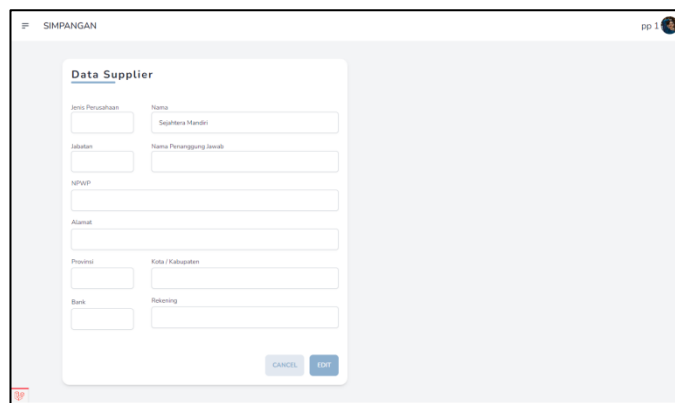 SIMPANGAN
pp 1
Data Supplier
Jenis Perusahaan Nama
Sejahtera Mandiri
Jabatan Nama Penanggung Jawab
NPWP
Alamat
Provinsi Kota / Kabupaten
Bank Rekening
CANCEL EDIT